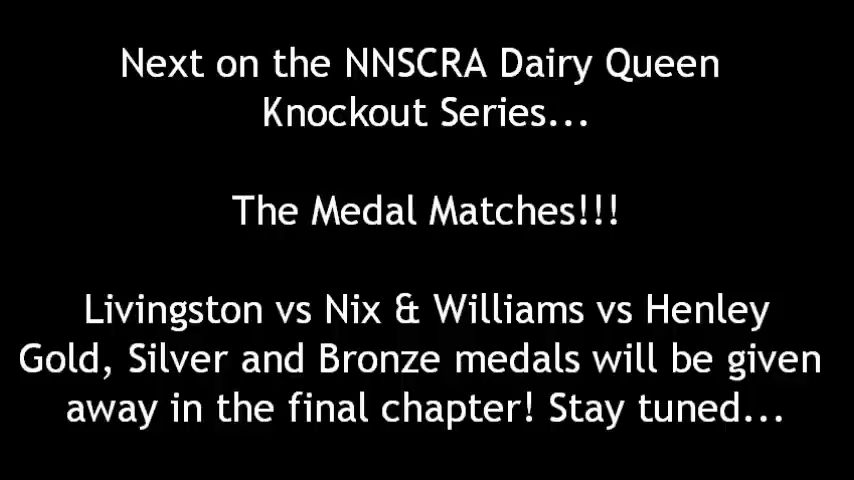 Next on the NNSCRA Dairy Queen
Knockout Series...
The Medal Matches!!!
Livingston vs Nix & Williams vs Henley
Gold, Silver and Bronze medals will be given
away in the final chapter! Stay tuned...